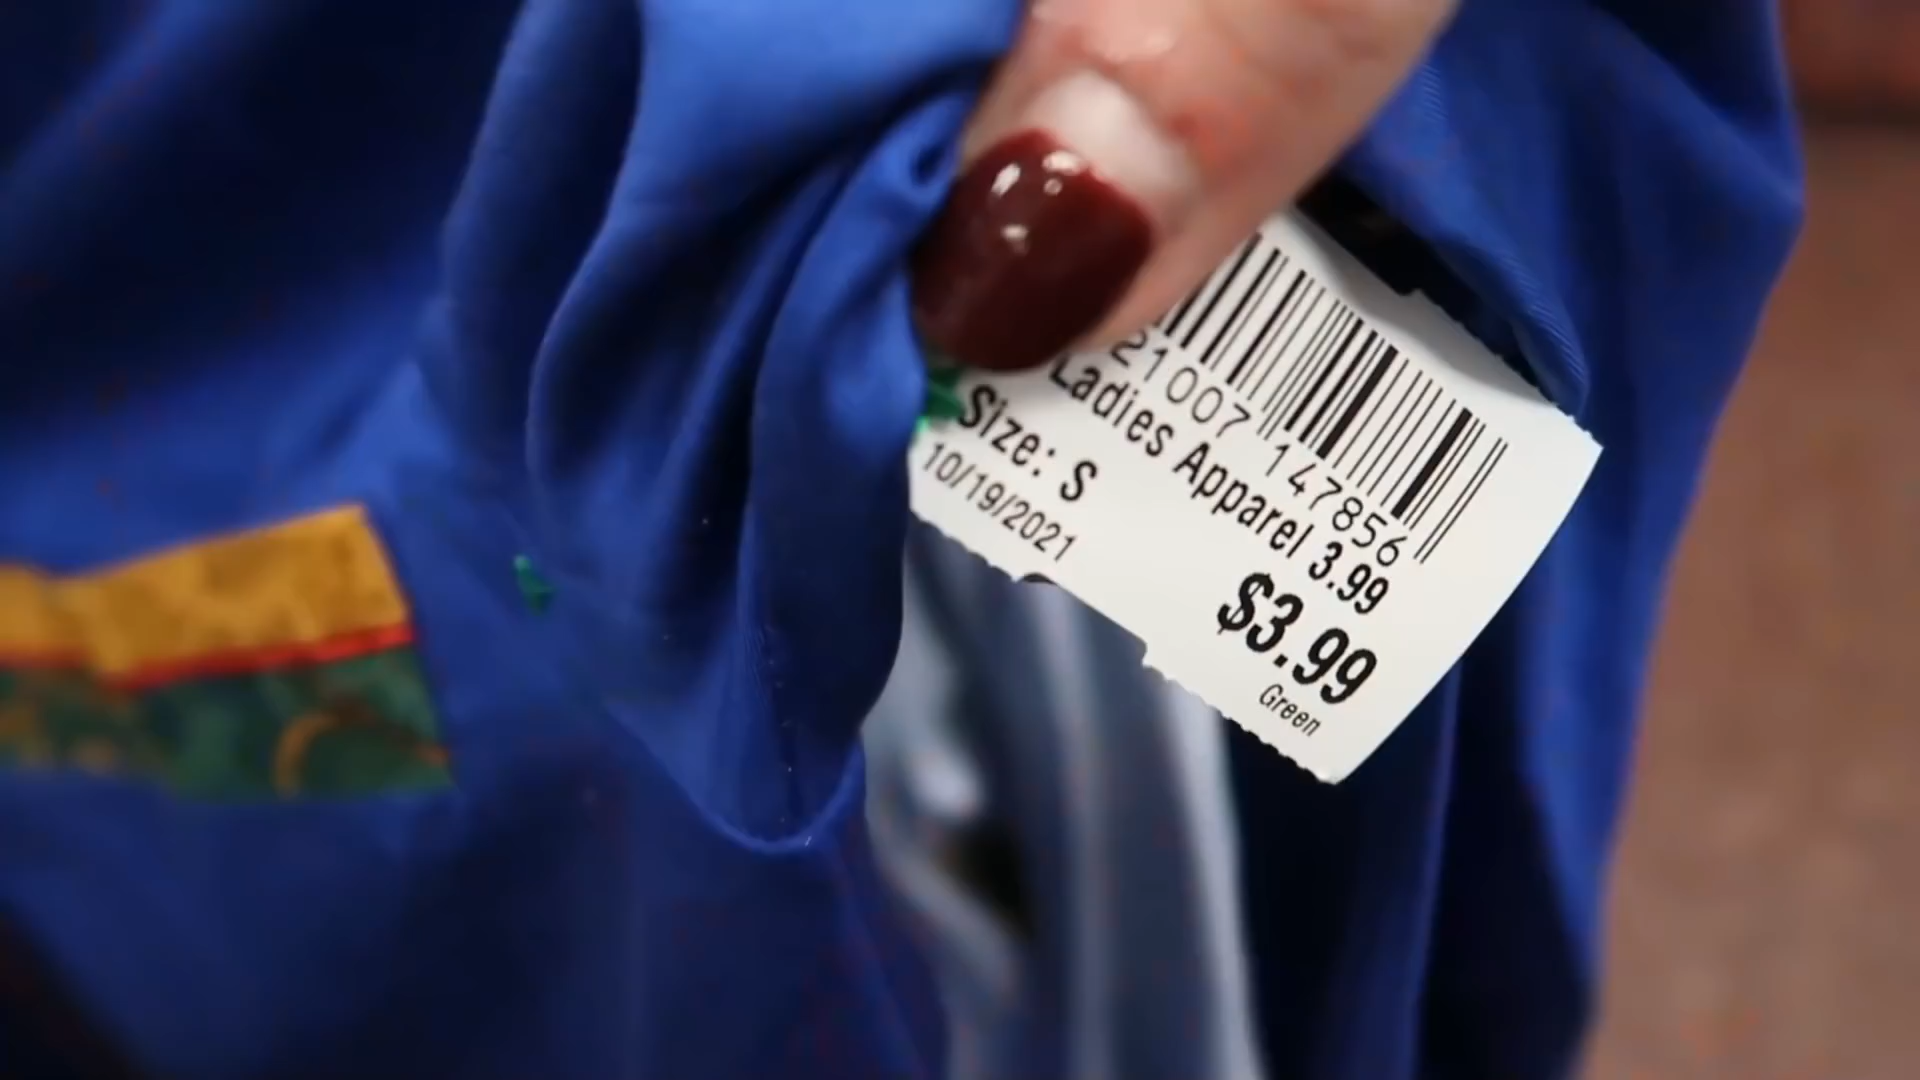 21007 147856
Ladies Apparel 3.99
Size: S
10/19/2021
$3.99
Green